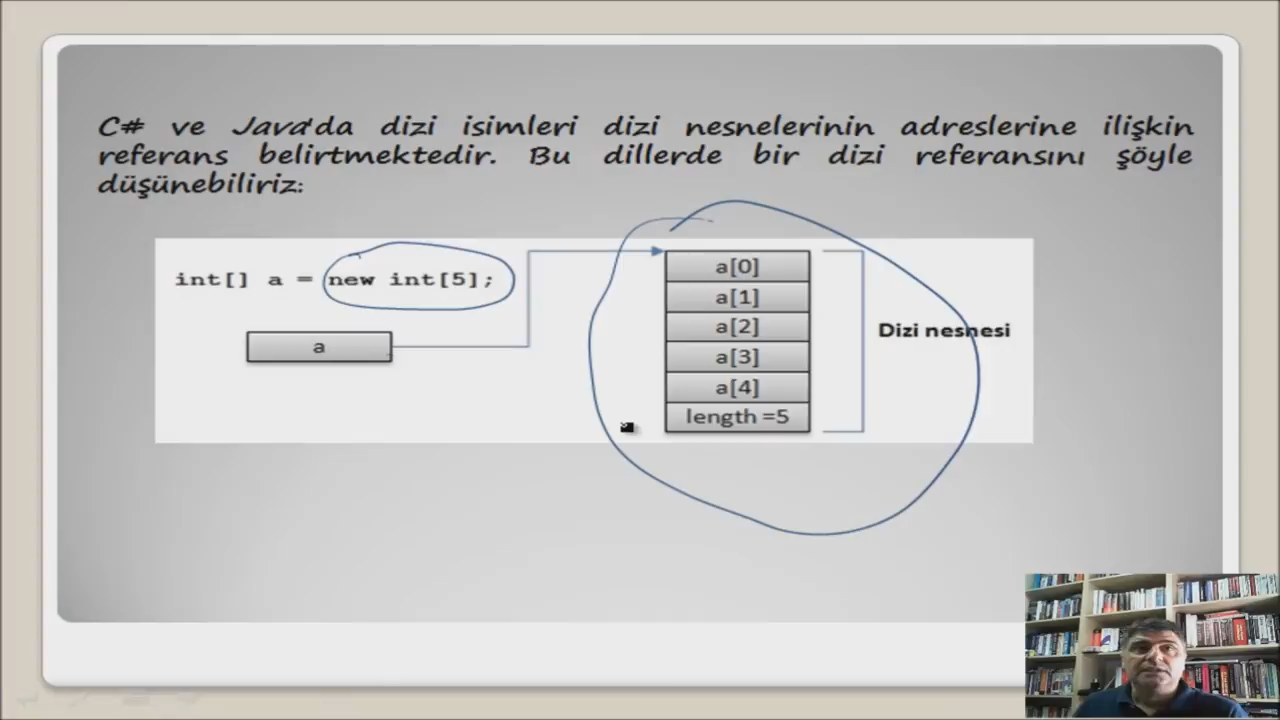 C# ve Java'da dizi isimleri dizi nesnelerinin adreslerine ilişkin
referans belirtmektedir. Bu dillerde bir dizi referansını şöyle
düşünebiliriz:
int[] a = new int[5];
a
a[0]
a[1]
a[2]
a[3]
a[4]
length =5
Dizi nesnesi